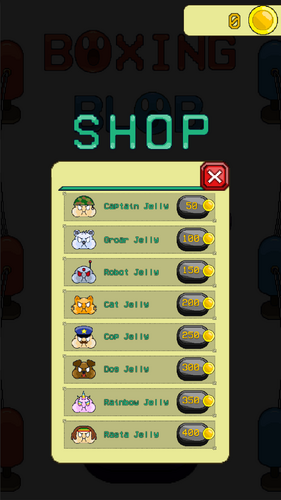 0
BOXING
BLOP
SHOP
Captain Jelly 50
Groar Jelly 100
Robot Jelly 150
Cat Jelly 200
Cop Jelly 250
Dog Jelly 300
Rainbow Jelly 350
Rasta Jelly 400